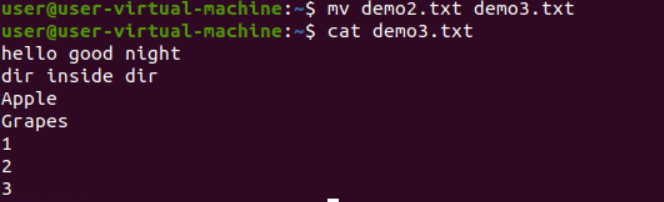 user@user-virtual-machine:~$ mv demo2.txt demo3.txt
user@user-virtual-machine:~$ cat demo3.txt
hello good night
dir inside dir
Apple
Grapes
1
2
3